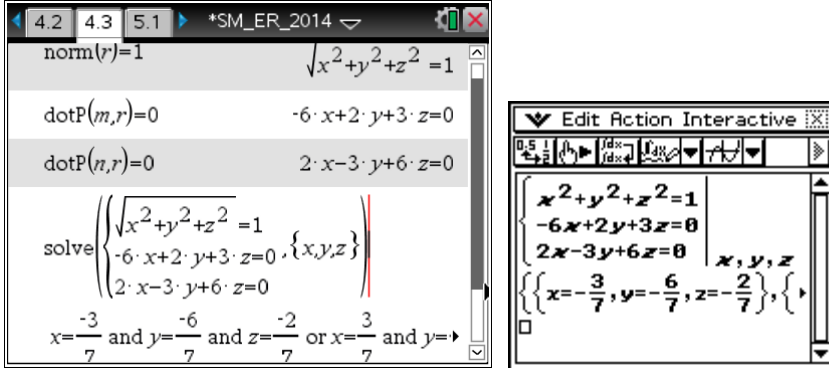 4.2 4.3 5.1 *SM_ER_2014
norm(r)=1 √x²+y²+z² =1
dotP(m,r)=0 -6·x+2·y+3·z=0
dotP(n,r)=0 2·x-3·y+6·z=0
solve({√x²+y²+z² =1
-6·x+2·y+3·z=0 ,{x,y,z})
2·x-3·y+6·z=0
x=-3/7 and y=-6/7 and z=-2/7 or x=3/7 and y=
Edit Action Interactive
x²+y²+z²=1
-6x+2y+3z=0
2x-3y+6z=0 x, y, z
{{x=-3/7, y=-6/7, z=-2/7}, {